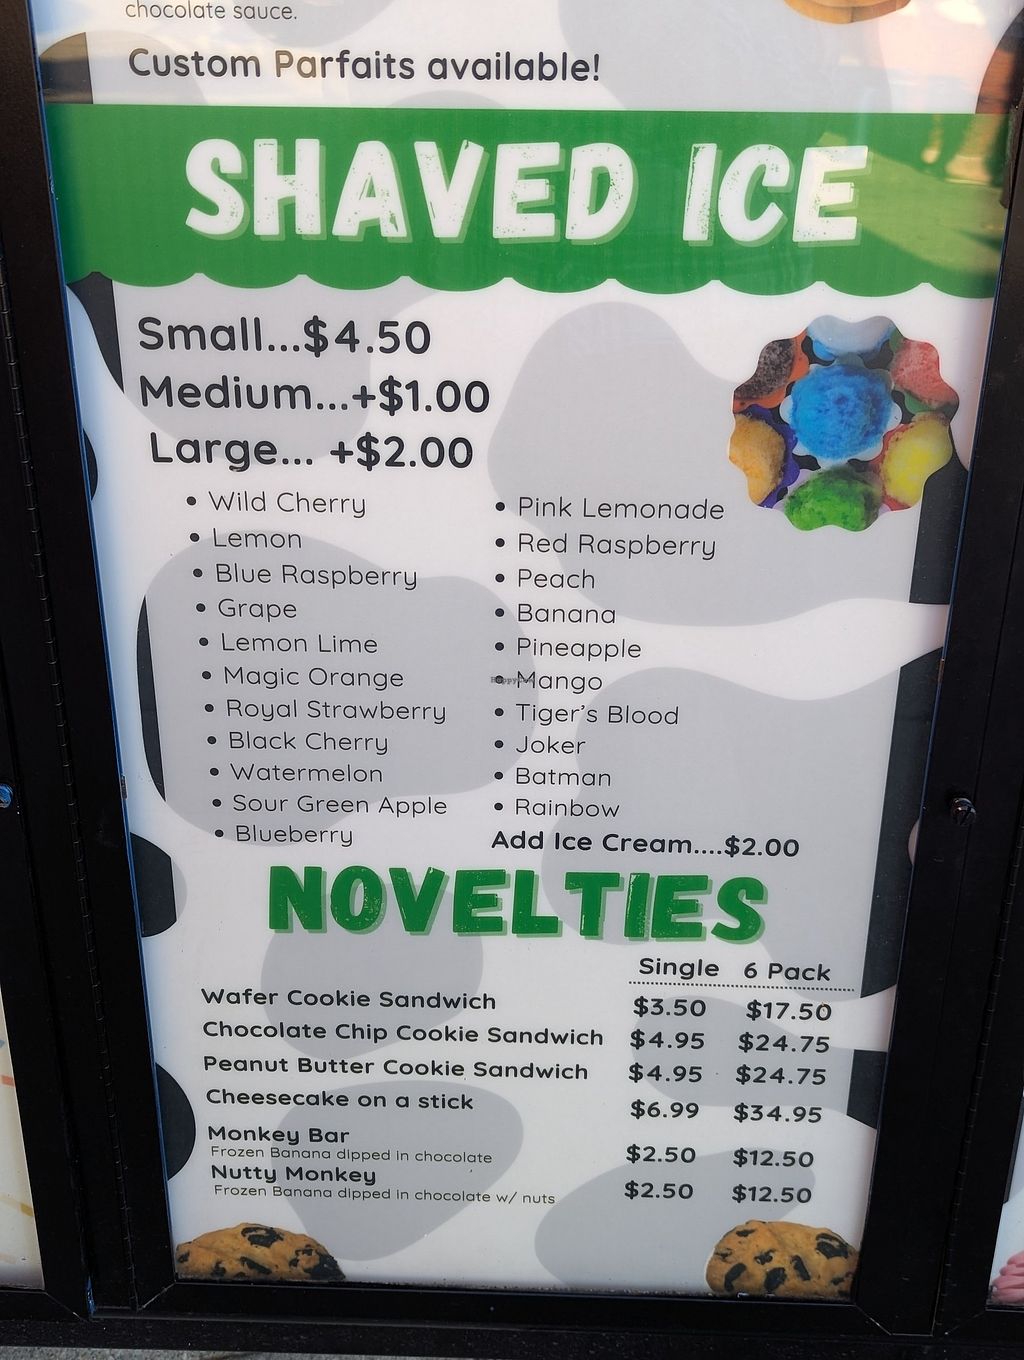 chocolate sauce.
Custom Parfaits available!
SHAVED ICE
Small...$4.50
Medium...+$1.00
Large... +$2.00
• Wild Cherry
• Lemon
• Blue Raspberry
• Grape
• Lemon Lime
• Magic Orange
• Royal Strawberry
• Black Cherry
• Watermelon
• Sour Green Apple
• Blueberry
• Pink Lemonade
• Red Raspberry
• Peach
• Banana
• Pineapple
• Mango
• Tiger's Blood
• Joker
• Batman
• Rainbow
Add Ice Cream....$2.00
NOVELTIES
Single 6 Pack
Wafer Cookie Sandwich $3.50 $17.50
Chocolate Chip Cookie Sandwich $4.95 $24.75
Peanut Butter Cookie Sandwich $4.95 $24.75
Cheesecake on a stick $6.99 $34.95
Monkey Bar $2.50 $12.50
Frozen Banana dipped in chocolate
Nutty Monkey $2.50 $12.50
Frozen Banana dipped in chocolate w/ nuts